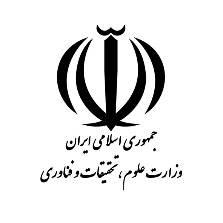 جمهوری اسلامی ایران
وزارت علوم، تحقیقات و فناوری